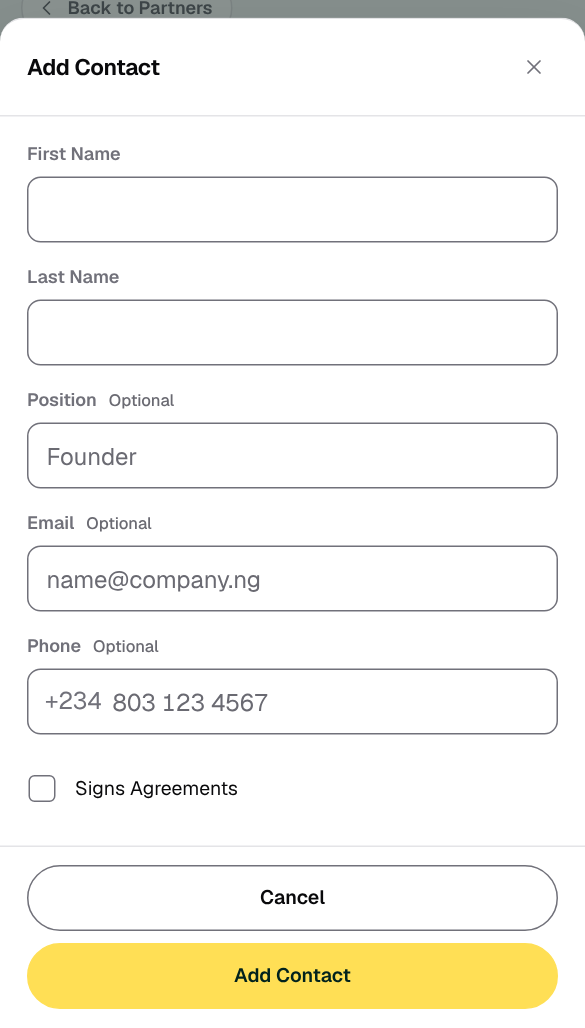 Back to Partners
Add Contact
First Name
Last Name
Position Optional
Founder
Email Optional
name@company.ng
Phone Optional
+234 803 123 4567
Signs Agreements
Cancel
Add Contact